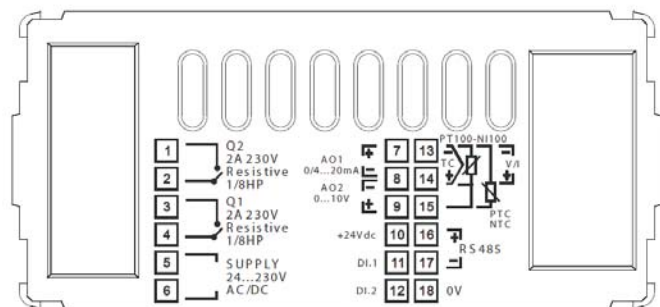 1
Q2
2A 230V
2
Resistive
1/8HP
3
Q1
2A 230V
4
Resistive
1/8HP
5
SUPPLY
24...230V
6
AC/DC
AO1
0/4...20mA
AO2
0...10V
+24Vdc
DI.1
DI.2
+
-
-
+
7 13
8 14
9 15
10 16
11 17
12 18
PT100-NI100
-
TC
+
-
V/I
+
PTC
NTC
+
RS485
-
0V